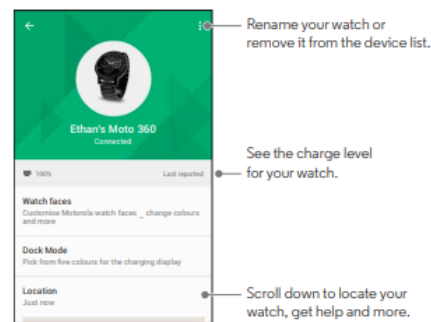 Rename your watch or
remove it from the device list.
Ethan's Moto 360
Connected
See the charge level
for your watch.
100% Last reported
Watch faces
Customise Motorola watch faces _ change colours
and more
Dock Mode
Pick from five colours for the charging display
Location
Just now
Scroll down to locate your
watch, get help and more.